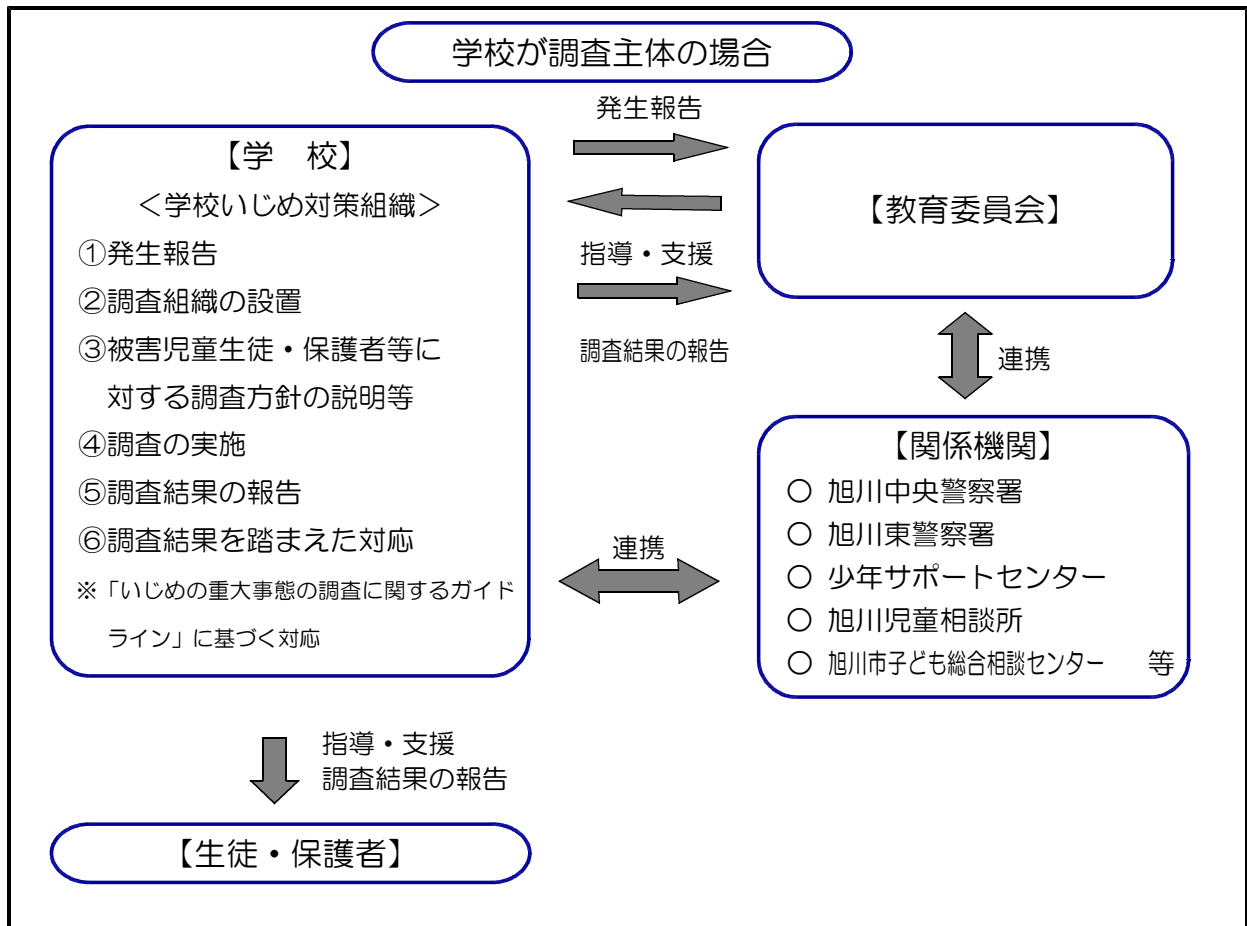 学校が調査主体の場合
発生報告
【学　校】
＜学校いじめ対策組織＞
①発生報告
②調査組織の設置
③被害児童生徒・保護者等に
対する調査方針の説明等
④調査の実施
⑤調査結果の報告
⑥調査結果を踏まえた対応
※「いじめの重大事態の調査に関するガイド
ライン」に基づく対応
指導・支援
調査結果の報告
【教育委員会】
連携
【関係機関】
○ 旭川中央警察署
○ 旭川東警察署
○ 少年サポートセンター
○ 旭川児童相談所
○ 旭川市子ども総合相談センター　等
連携
指導・支援
調査結果の報告
【生徒・保護者】